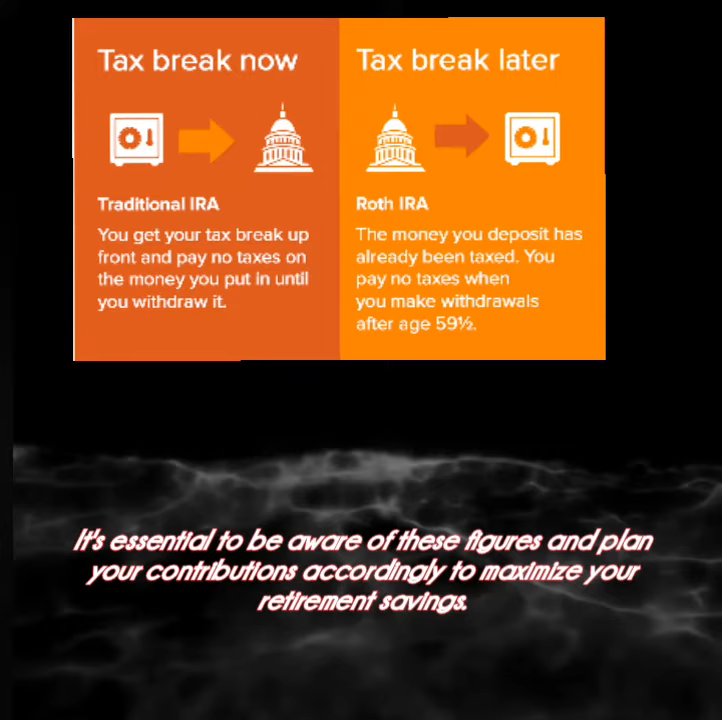 Tax break now
Traditional IRA
You get your tax break up
front and pay no taxes on
the money you put in until
you withdraw it.
Tax break later
Roth IRA
The money you deposit has
already been taxed. You
pay no taxes when
you make withdrawals
after age 59½.
It's essential to be aware of these figures and plan
your contributions accordingly to maximize your
retirement savings.